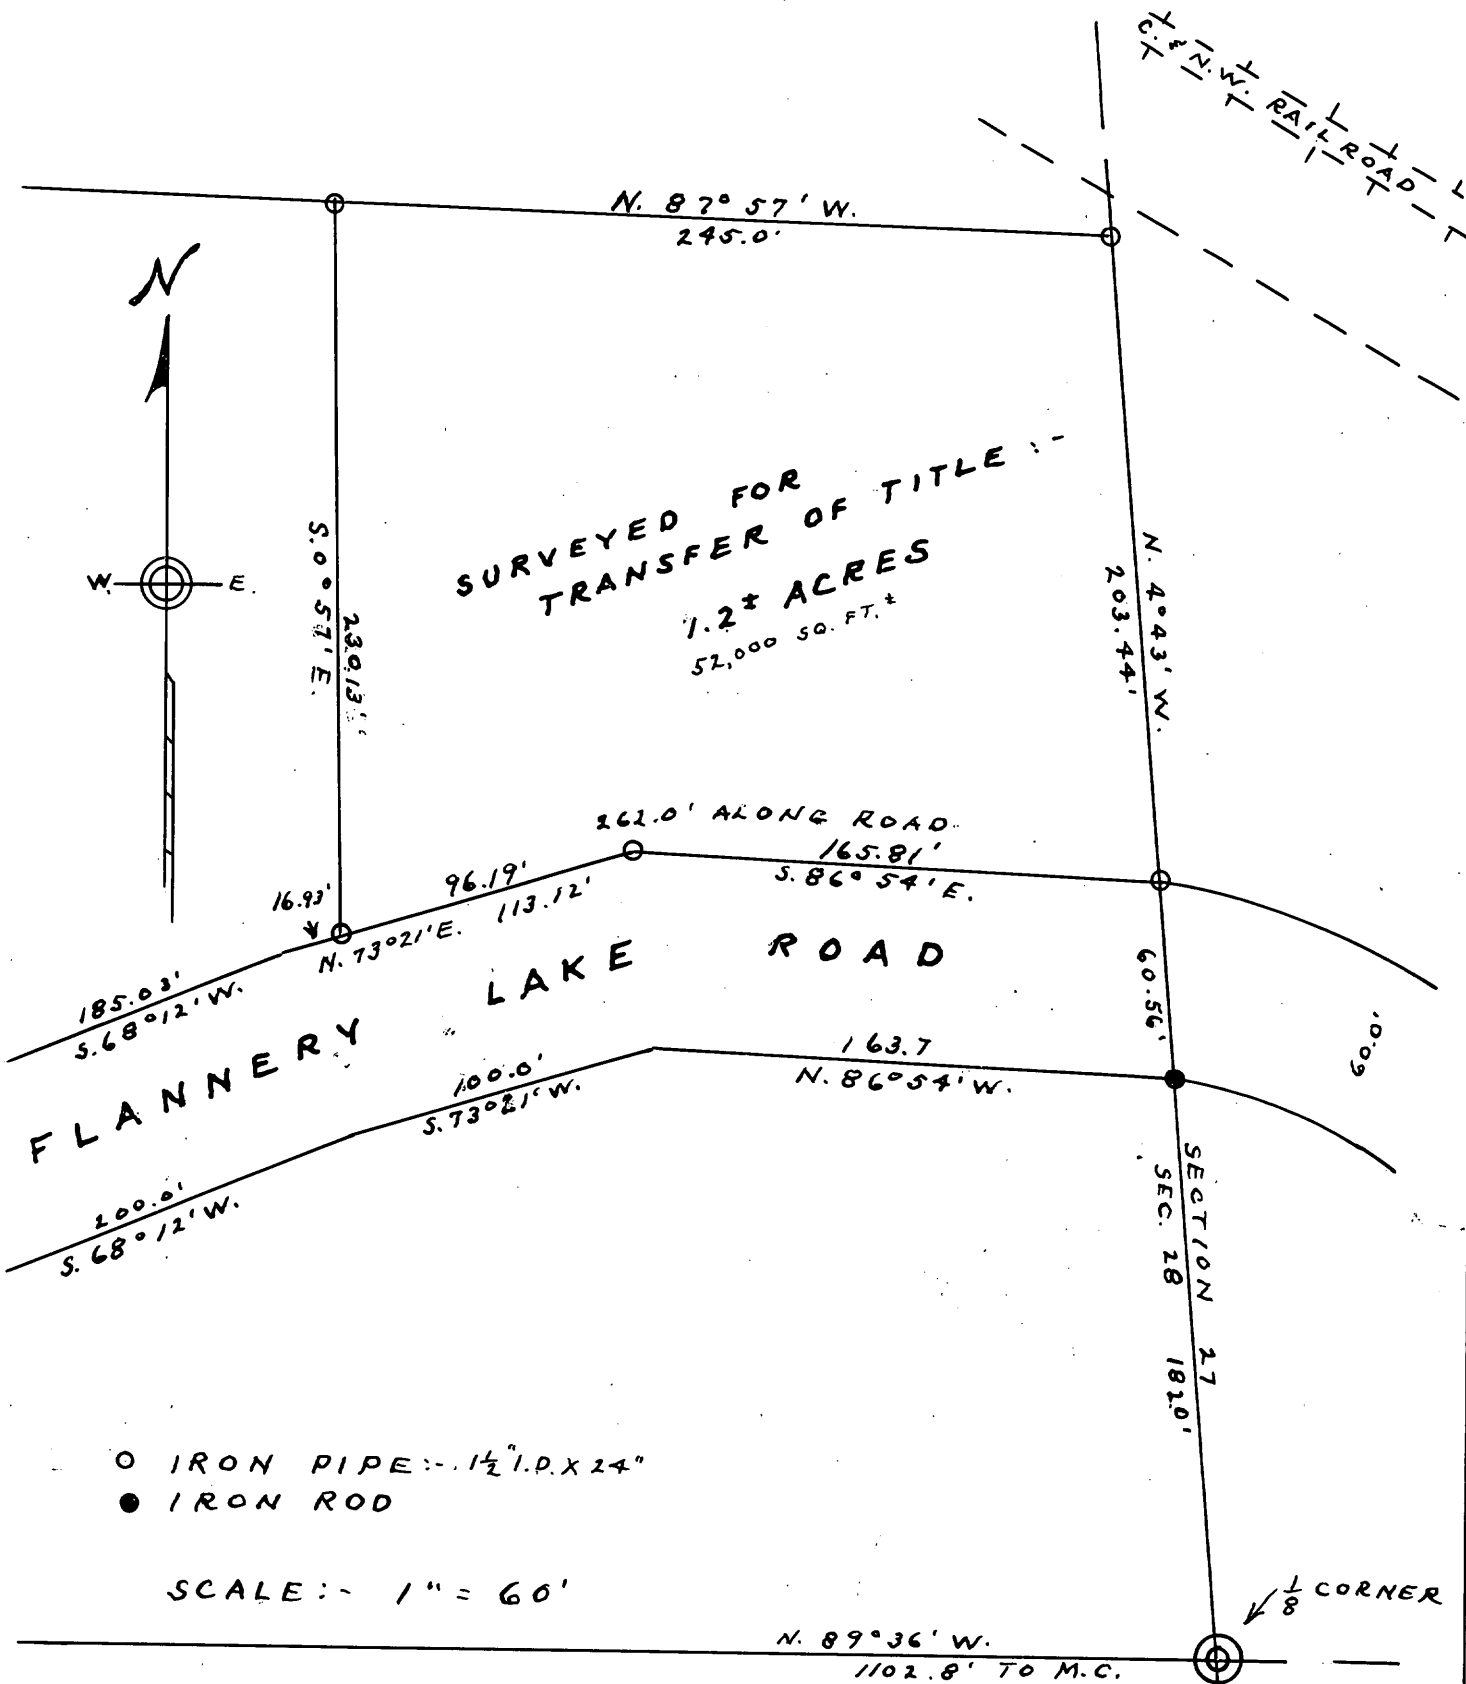 C. & N.W. RAILROAD
N. 87° 57' W.
245.0'
N
W. E.
S. 0° 57' E.
230.13'
SURVEYED FOR
TRANSFER OF TITLE :-
1.2± ACRES
52,000 SQ. FT.±
N. 4° 43' W.
203.44'
262.0' ALONG ROAD
165.81'
S. 86° 54' E.
96.19'
113.12'
16.93'
N. 73°21' E.
185.03'
S. 68°12' W.
FLANNERY LAKE ROAD
60.56'
60.0'
163.7
N. 86°54' W.
100.0'
S. 73°21' W.
200.0'
S. 68°12' W.
SECTION 27
SEC. 28 182.0'
IRON PIPE :- 1½" I.D. X 24"
IRON ROD
SCALE :- 1" = 60'
⅛ CORNER
N. 89°36' W.
1102.8' TO M.C.